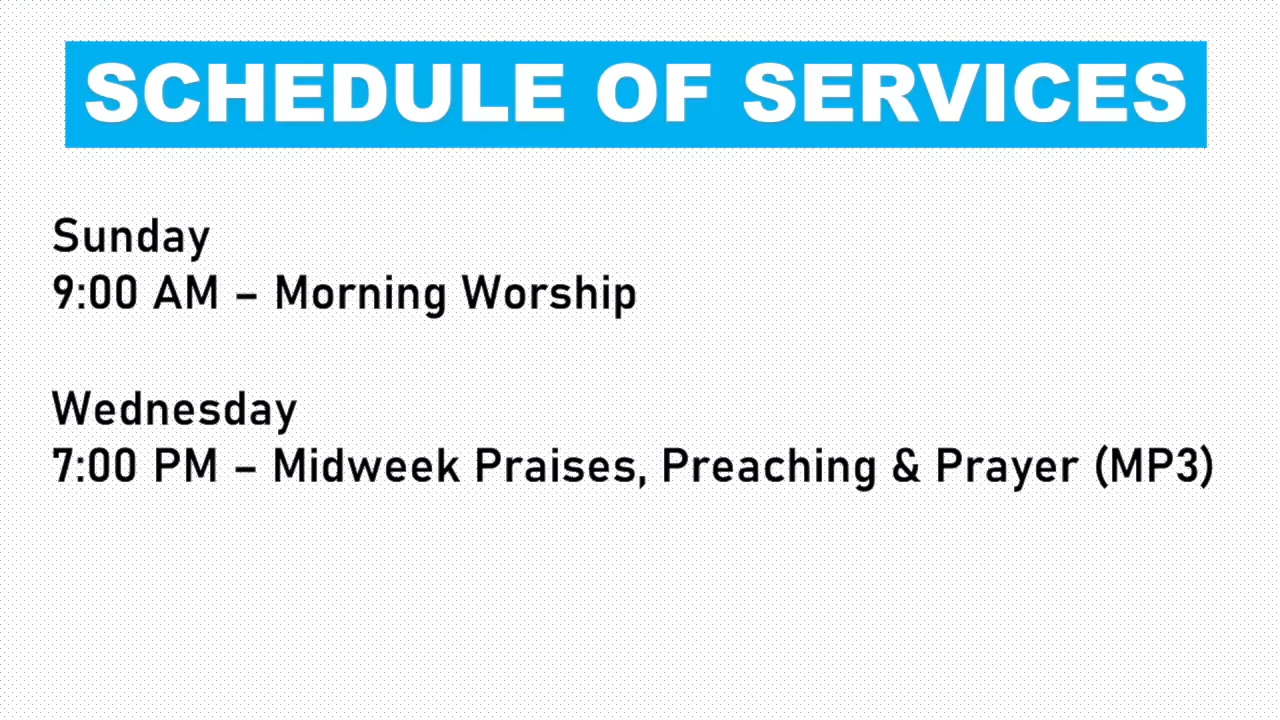 SCHEDULE OF SERVICES
Sunday
9:00 AM – Morning Worship
Wednesday
7:00 PM – Midweek Praises, Preaching & Prayer (MP3)